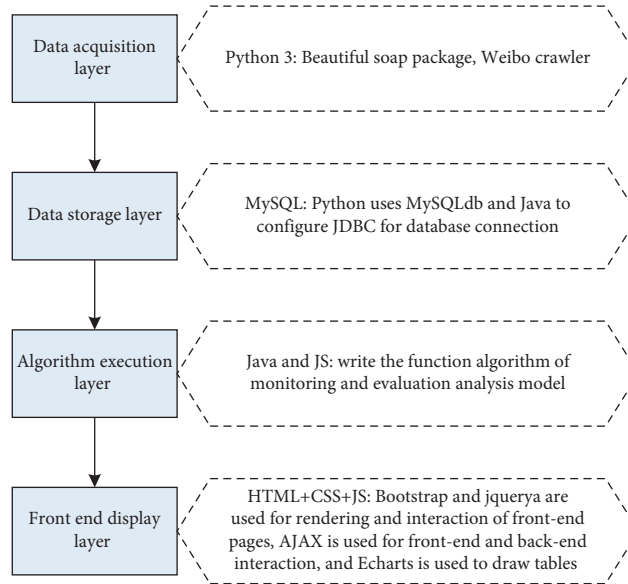 Data acquisition
layer
Python 3: Beautiful soap package, Weibo crawler
Data storage layer
MySQL: Python uses MySQLdb and Java to
configure JDBC for database connection
Algorithm execution
layer
Java and JS: write the function algorithm of
monitoring and evaluation analysis model
Front end display
layer
HTML+CSS+JS: Bootstrap and jquerya are
used for rendering and interaction of front-end
pages, AJAX is used for front-end and back-end
interaction, and Echarts is used to draw tables